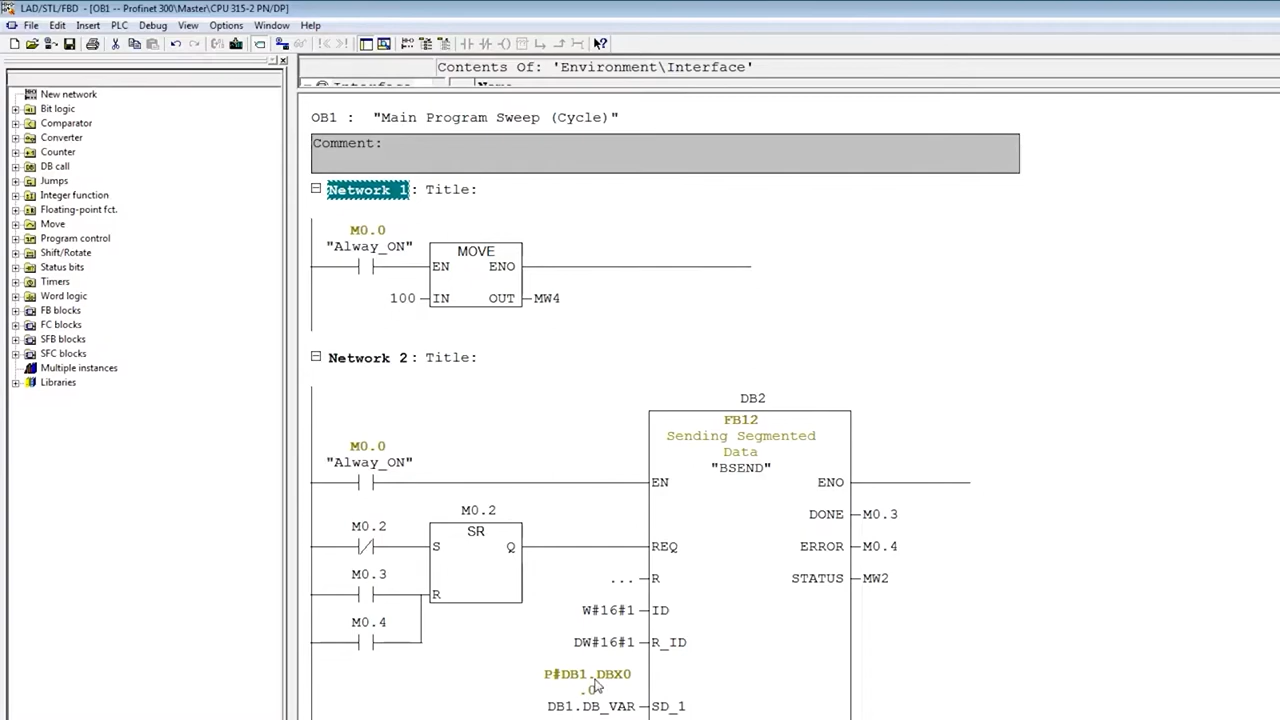 LAD/STL/FBD - [OB1 -- Profinet 300\Master\CPU 315-2 PN/DP]
File Edit Insert PLC Debug View Options Window Help
Contents Of: 'Environment\Interface'
Interface Name
New network
Bit logic
Comparator
Converter
Counter
DB call
Jumps
Integer function
Floating-point fct.
Move
Program control
Shift/Rotate
Status bits
Timers
Word logic
FB blocks
FC blocks
SFB blocks
SFC blocks
Multiple instances
Libraries
OB1 : "Main Program Sweep (Cycle)"
Comment:
Network 1: Title:
M0.0
"Alway_ON"
MOVE
EN ENO
100 IN OUT MW4
Network 2: Title:
DB2
FB12
Sending Segmented
Data
"BSEND"
M0.0
"Alway_ON"
EN ENO
M0.2
SR
DONE M0.3
M0.2
S Q REQ ERROR M0.4
M0.3
... R STATUS MW2
R
W#16#1 ID
M0.4
DW#16#1 R_ID
P#DB1.DBX0
.0
DB1.DB_VAR SD_1